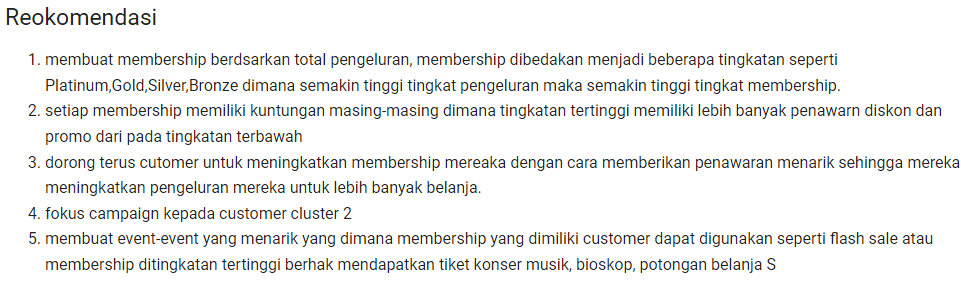 Reokomendasi
1. membuat membership berdsarkan total pengeluran, membership dibedakan menjadi beberapa tingkatan seperti
Platinum,Gold,Silver,Bronze dimana semakin tinggi tingkat pengeluran maka semakin tinggi tingkat membership.
2. setiap membership memiliki kuntungan masing-masing dimana tingkatan tertinggi memiliki lebih banyak penawarn diskon dan
promo dari pada tingkatan terbawah
3. dorong terus cutomer untuk meningkatkan membership mereaka dengan cara memberikan penawaran menarik sehingga mereka
meningkatkan pengeluran mereka untuk lebih banyak belanja.
4. fokus campaign kepada customer cluster 2
5. membuat event-event yang menarik yang dimana membership yang dimiliki customer dapat digunakan seperti flash sale atau
membership ditingkatan tertinggi berhak mendapatkan tiket konser musik, bioskop, potongan belanja S